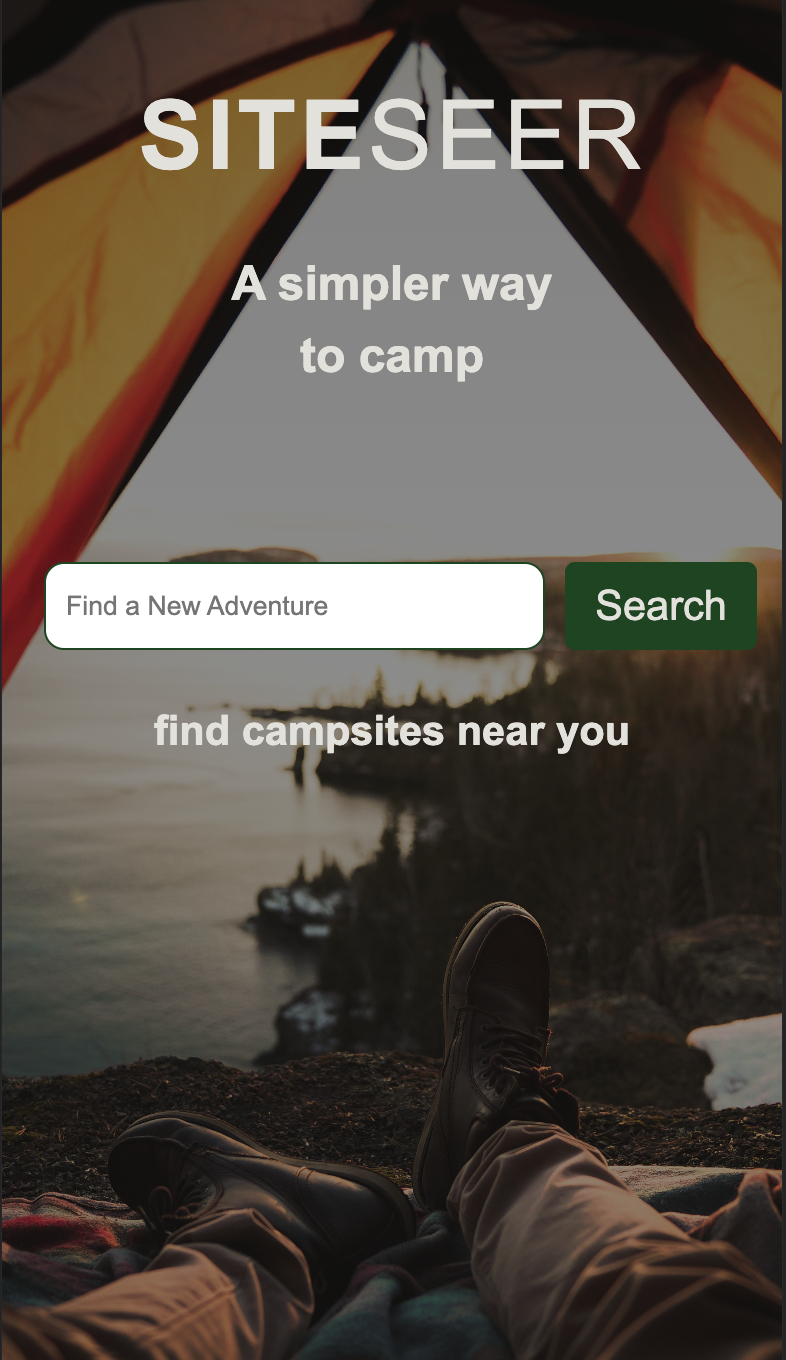 SITESEER
A simpler way
to camp
Find a New Adventure
Search
find campsites near you